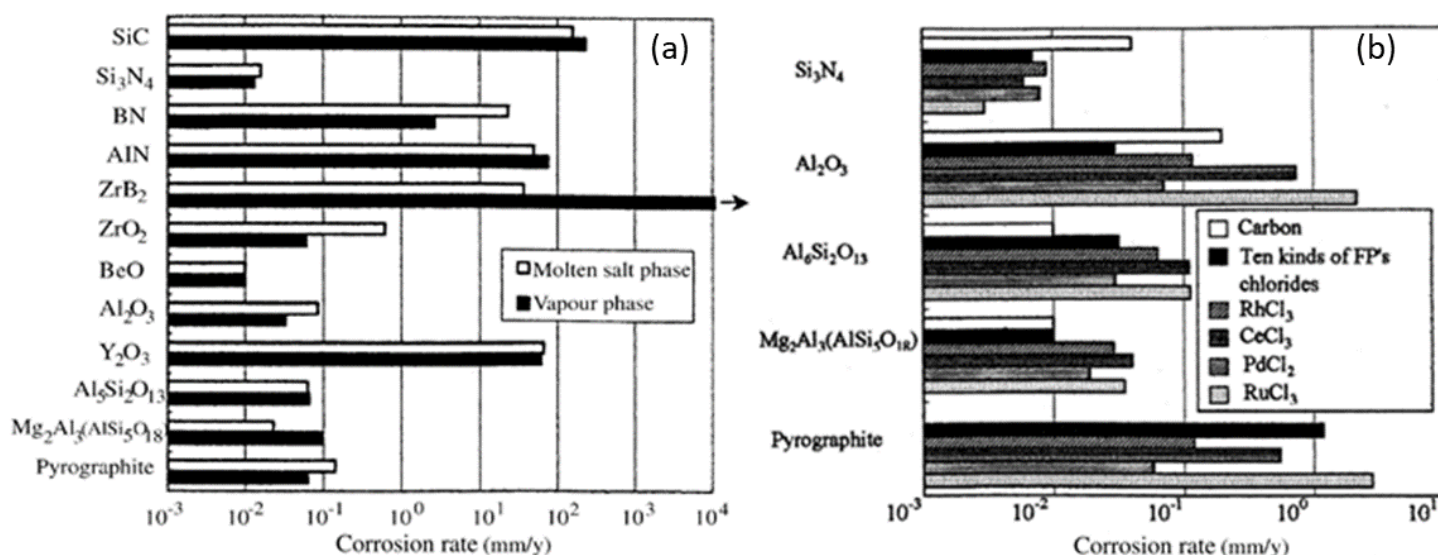 (a)
SiC
Si₃N₄
BN
AlN
ZrB₂
ZrO₂
BeO
Al₂O₃
Y₂O₃
Al₅Si₂O₁₃
Mg₂Al₃(AlSi₅O₁₈)
Pyrographite
Molten salt phase
Vapour phase
10⁻³ 10⁻² 10⁻¹ 10⁰ 10¹ 10² 10³ 10⁴
Corrosion rate (mm/y)
(b)
Si₃N₄
Al₂O₃
Al₆Si₂O₁₃
Mg₂Al₃(AlSi₅O₁₈)
Pyrographite
Carbon
Ten kinds of FP's
chlorides
RhCl₃
CeCl₃
PdCl₂
RuCl₃
10⁻³ 10⁻² 10⁻¹ 10⁰ 10¹
Corrosion rate (mm/y)